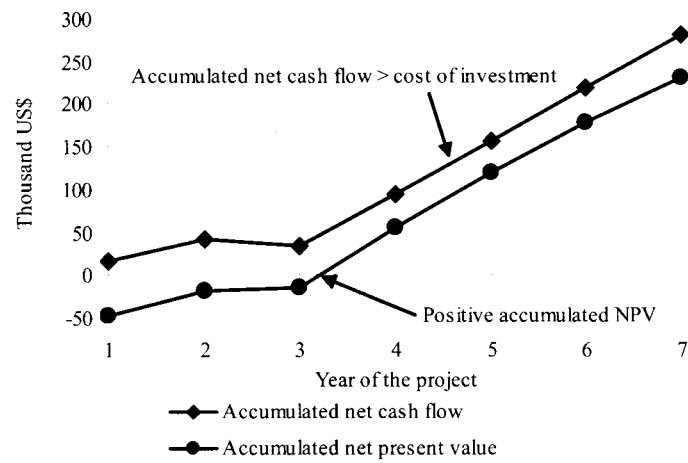 300
250
Accumulated net cash flow > cost of investment
200
150
100
50
0
-50
Thousand US$
Positive accumulated NPV
1 2 3 4 5 6 7
Year of the project
Accumulated net cash flow
Accumulated net present value